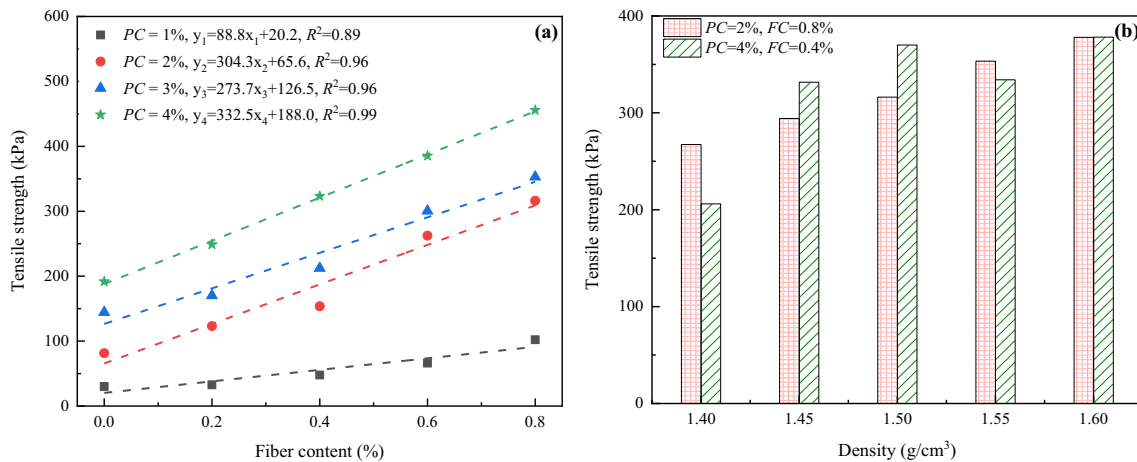 (a)
PC = 1%, y₁=88.8x₁+20.2, R²=0.89
PC = 2%, y₂=304.3x₂+65.6, R²=0.96
PC = 3%, y₃=273.7x₃+126.5, R²=0.96
PC = 4%, y₄=332.5x₄+188.0, R²=0.99
Tensile strength (kPa)
600
500
400
300
200
100
0
0.0 0.2 0.4 0.6 0.8
Fiber content (%)
(b)
PC=2%, FC=0.8%
PC=4%, FC=0.4%
Tensile strength (kPa)
400
300
200
100
0
1.40 1.45 1.50 1.55 1.60
Density (g/cm³)